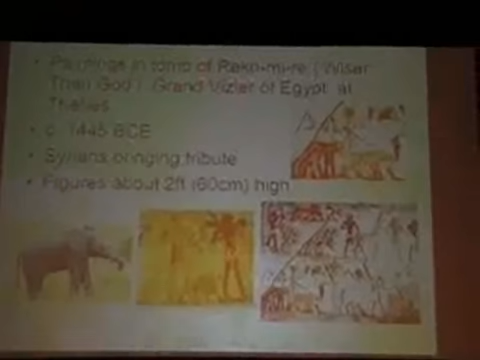 • Paintings in tomb of Rekh-mi-re ('Wiser
Than God'), Grand Vizier of Egypt, at
Thebes
• c. 1445 BCE
• Syrians bringing tribute
• Figures about 2ft (60cm) high